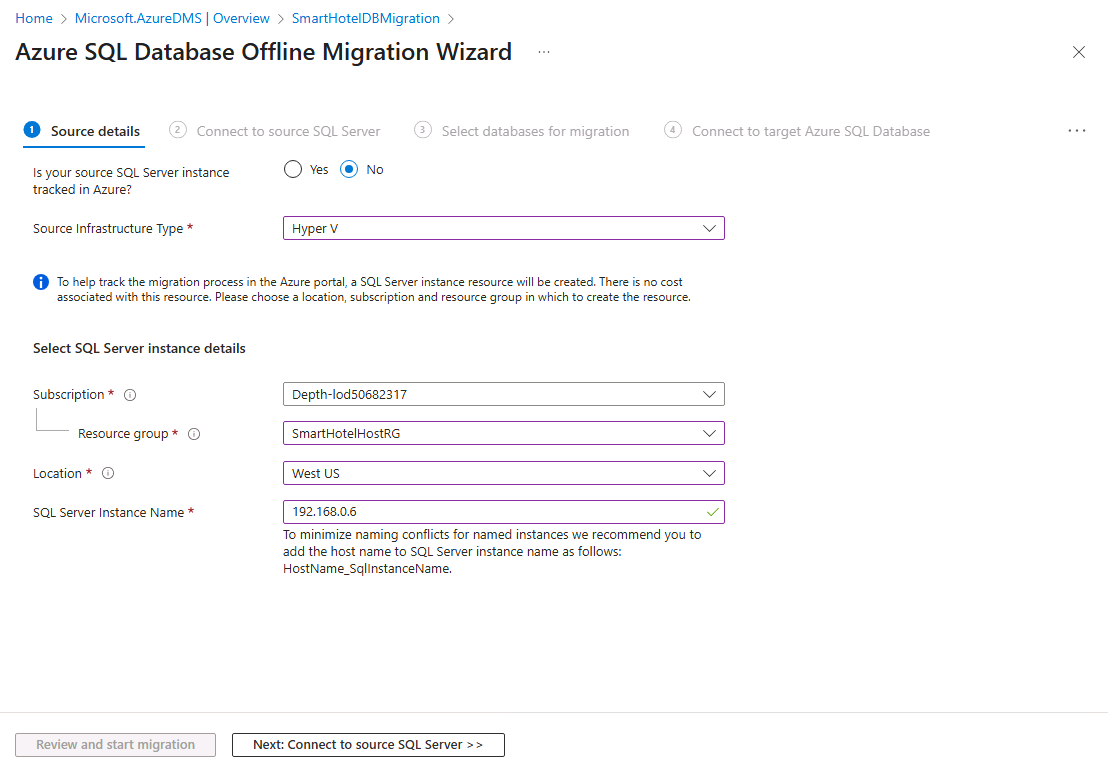 Home > Microsoft.AzureDMS | Overview > SmartHotelDBMigration >
Azure SQL Database Offline Migration Wizard ...
1 Source details
2 Connect to source SQL Server
3 Select databases for migration
4 Connect to target Azure SQL Database
...
Is your source SQL Server instance
tracked in Azure?
Yes
No
Source Infrastructure Type *
Hyper V
To help track the migration process in the Azure portal, a SQL Server instance resource will be created. There is no cost
associated with this resource. Please choose a location, subscription and resource group in which to create the resource.
Select SQL Server instance details
Subscription *
Depth-lod50682317
Resource group *
SmartHotelHostRG
Location *
West US
SQL Server Instance Name *
192.168.0.6
To minimize naming conflicts for named instances we recommend you to
add the host name to SQL Server instance name as follows:
HostName_SqlInstanceName.
Review and start migration
Next: Connect to source SQL Server >>